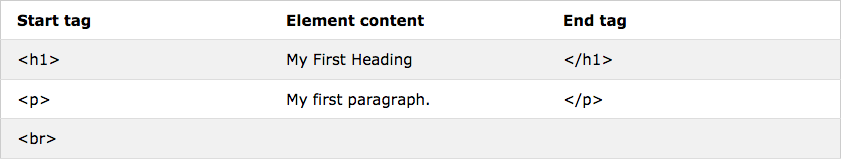 Start tag Element content End tag
<h1> My First Heading </h1>
<p> My first paragraph. </p>
<br>